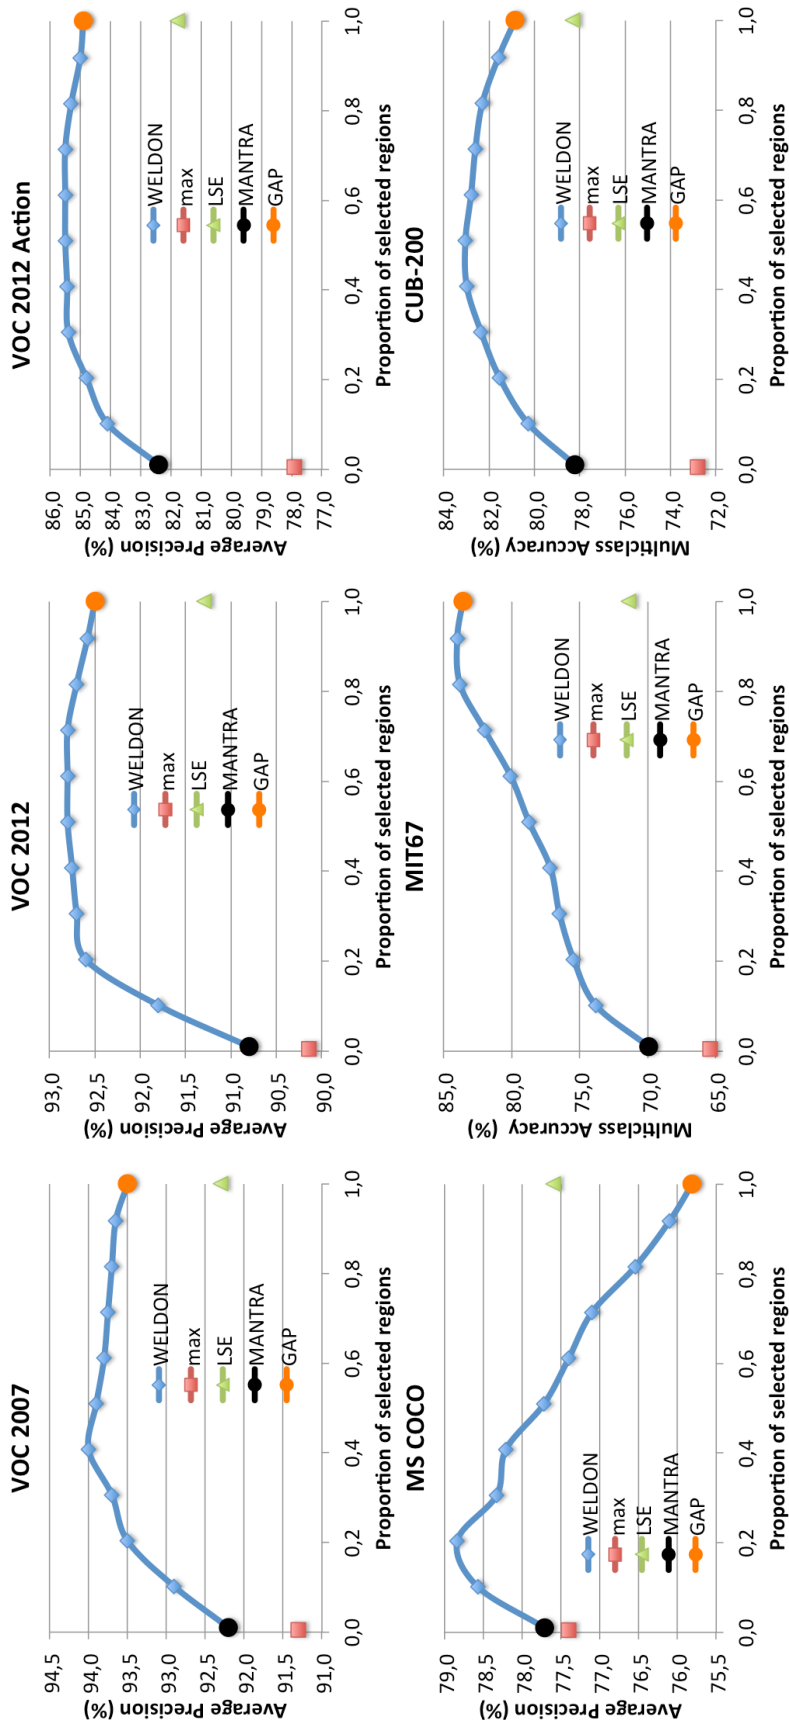 VOC 2007
Average Precision (%)
94,5
94,0
93,5
93,0
92,5
92,0
91,5
91,0
0,0
0,2
0,4
0,6
0,8
1,0
Proportion of selected regions
WELDON
max
LSE
MANTRA
GAP
VOC 2012
Average Precision (%)
93,0
92,5
92,0
91,5
91,0
90,5
90,0
0,0
0,2
0,4
0,6
0,8
1,0
Proportion of selected regions
WELDON
max
LSE
MANTRA
GAP
VOC 2012 Action
Average Precision (%)
86,0
85,0
84,0
83,0
82,0
81,0
80,0
79,0
78,0
77,0
0,0
0,2
0,4
0,6
0,8
1,0
Proportion of selected regions
WELDON
max
LSE
MANTRA
GAP
MS COCO
Average Precision (%)
79,0
78,5
78,0
77,5
77,0
76,5
76,0
75,5
0,0
0,2
0,4
0,6
0,8
1,0
Proportion of selected regions
WELDON
max
LSE
MANTRA
GAP
MIT67
Multiclass Accuracy (%)
85,0
80,0
75,0
70,0
65,0
0,0
0,2
0,4
0,6
0,8
1,0
Proportion of selected regions
WELDON
max
LSE
MANTRA
GAP
CUB-200
Multiclass Accuracy (%)
84,0
82,0
80,0
78,0
76,0
74,0
72,0
0,0
0,2
0,4
0,6
0,8
1,0
Proportion of selected regions
WELDON
max
LSE
MANTRA
GAP